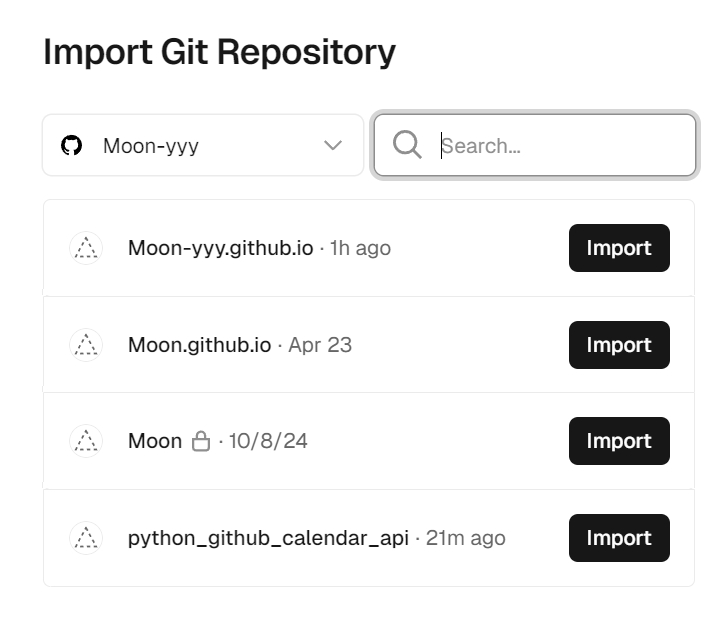 Import Git Repository
Moon-yyy
Search...
Moon-yyy.github.io · 1h ago
Import
Moon.github.io · Apr 23
Import
Moon · 10/8/24
Import
python_github_calendar_api · 21m ago
Import